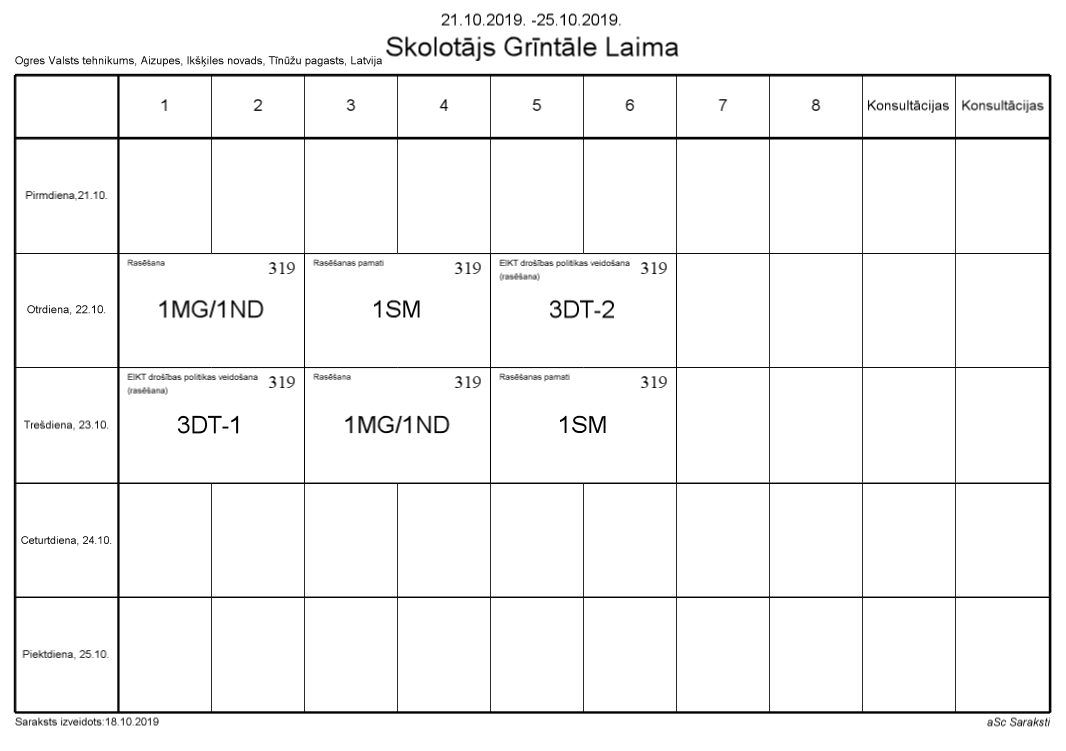 21.10.2019. -25.10.2019.
Skolotājs Grīntāle Laima
Ogres Valsts tehnikums, Aizupes, Ikšķiles novads, Tīnūžu pagasts, Latvija
1 2 3 4 5 6 7 8 Konsultācijas Konsultācijas
Pirmdiena,21.10.
Otrdiena, 22.10.
Rasēšana 319
1MG/1ND
Rasēšanas pamati 319
1SM
EIKT drošības politikas veidošana 319
(rasēšana)
3DT-2
Trešdiena, 23.10.
EIKT drošības politikas veidošana 319
(rasēšana)
3DT-1
Rasēšana 319
1MG/1ND
Rasēšanas pamati 319
1SM
Ceturtdiena, 24.10.
Piektdiena, 25.10.
Saraksts izveidots:18.10.2019
aSc Saraksti